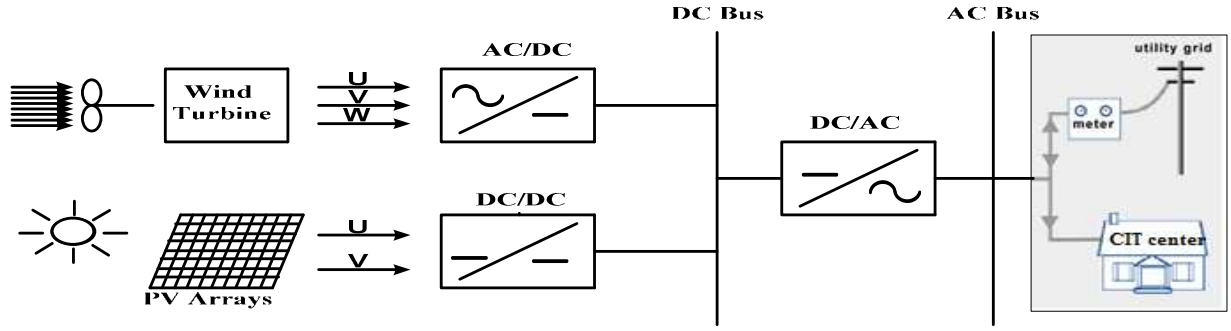 DC Bus
AC Bus
AC/DC
utility grid
Wind
Turbine
U
V
W
meter
DC/AC
DC/DC
U
V
CIT center
PV Arrays